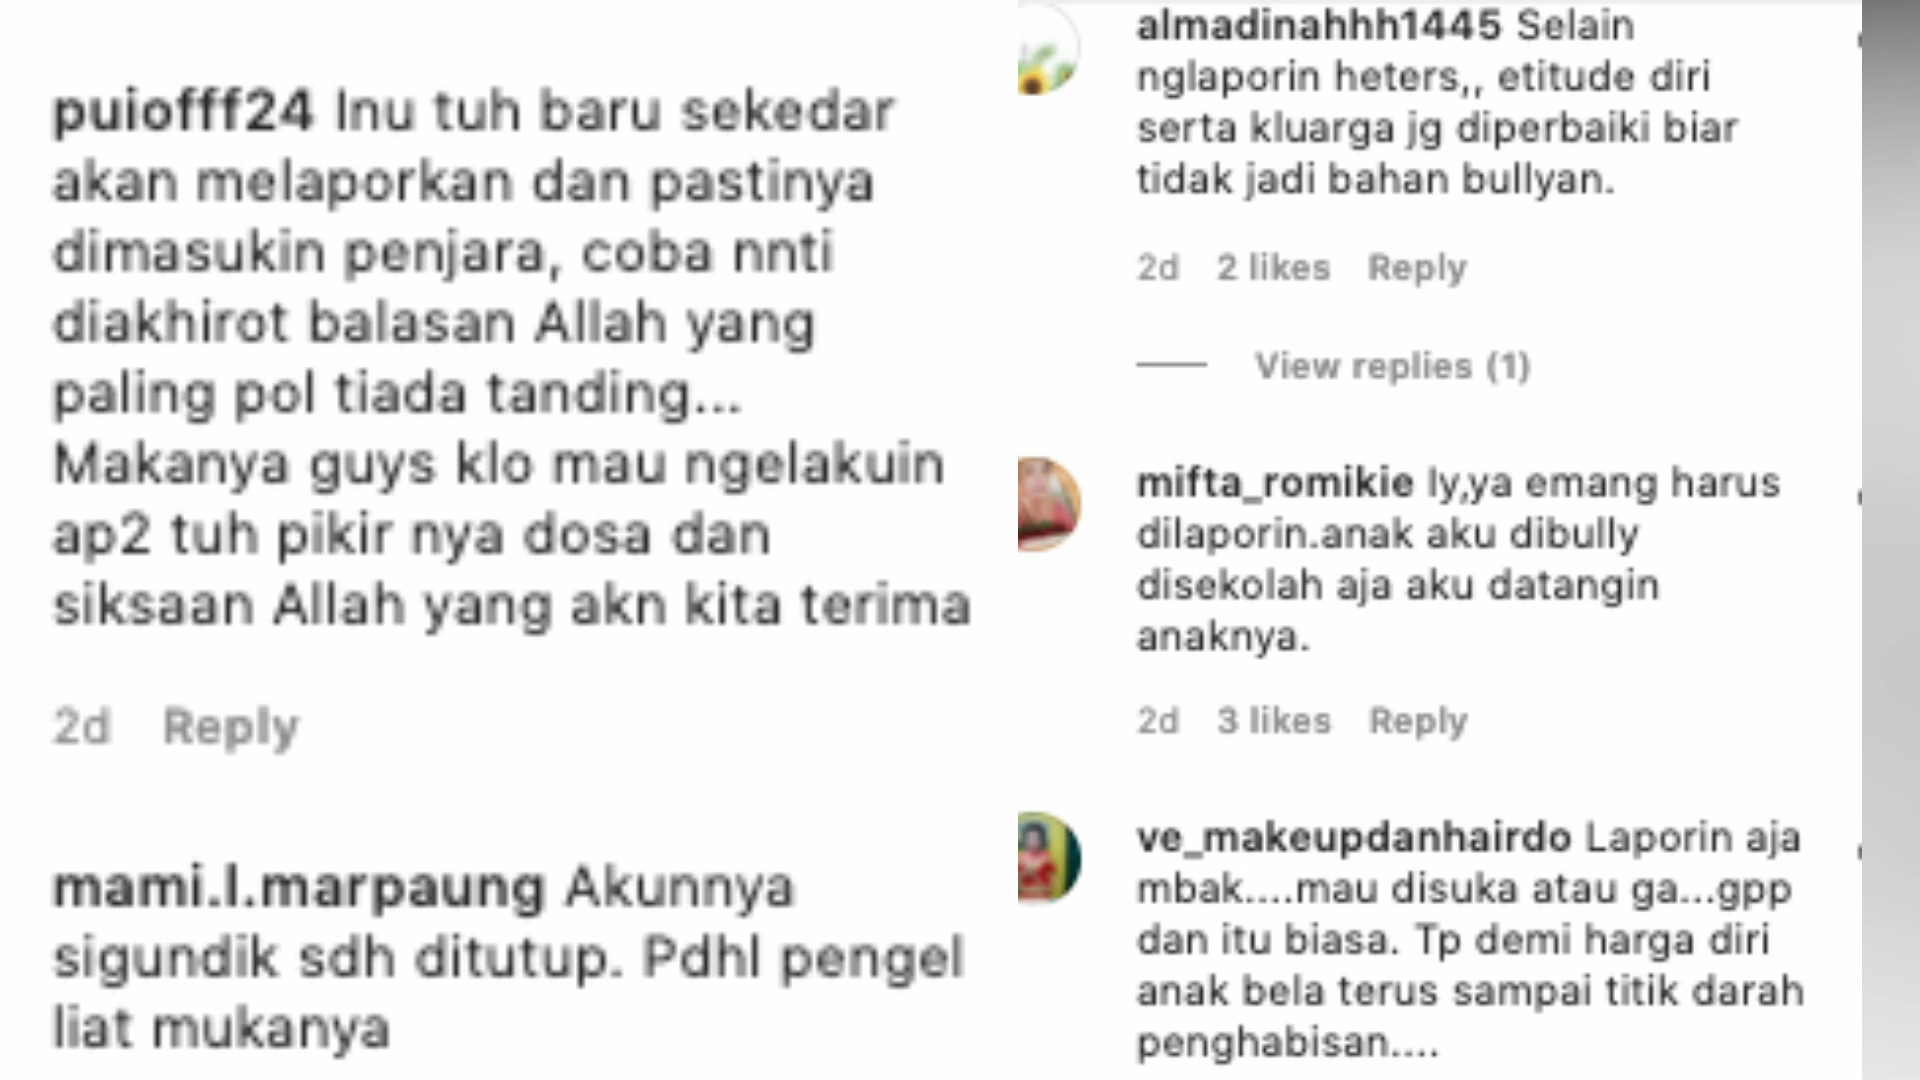 puiofff24 Inu tuh baru sekedar
akan melaporkan dan pastinya
dimasukin penjara, coba nnti
diakhirot balasan Allah yang
paling pol tiada tanding...
Makanya guys klo mau ngelakuin
ap2 tuh pikir nya dosa dan
siksaan Allah yang akn kita terima
2d Reply
mami.l.marpaung Akunnya
sigundik sdh ditutup. Pdhl pengel
liat mukanya
almadinahhh1445 Selain
nglaporin heters,, etitude diri
serta kluarga jg diperbaiki biar
tidak jadi bahan bullyan.
2d 2 likes Reply
View replies (1)
mifta_romikie Iy,ya emang harus
dilaporin.anak aku dibully
disekolah aja aku datangin
anaknya.
2d 3 likes Reply
ve_makeupdanhairdo Laporin aja
mbak....mau disuka atau ga...gpp
dan itu biasa. Tp demi harga diri
anak bela terus sampai titik darah
penghabisan....